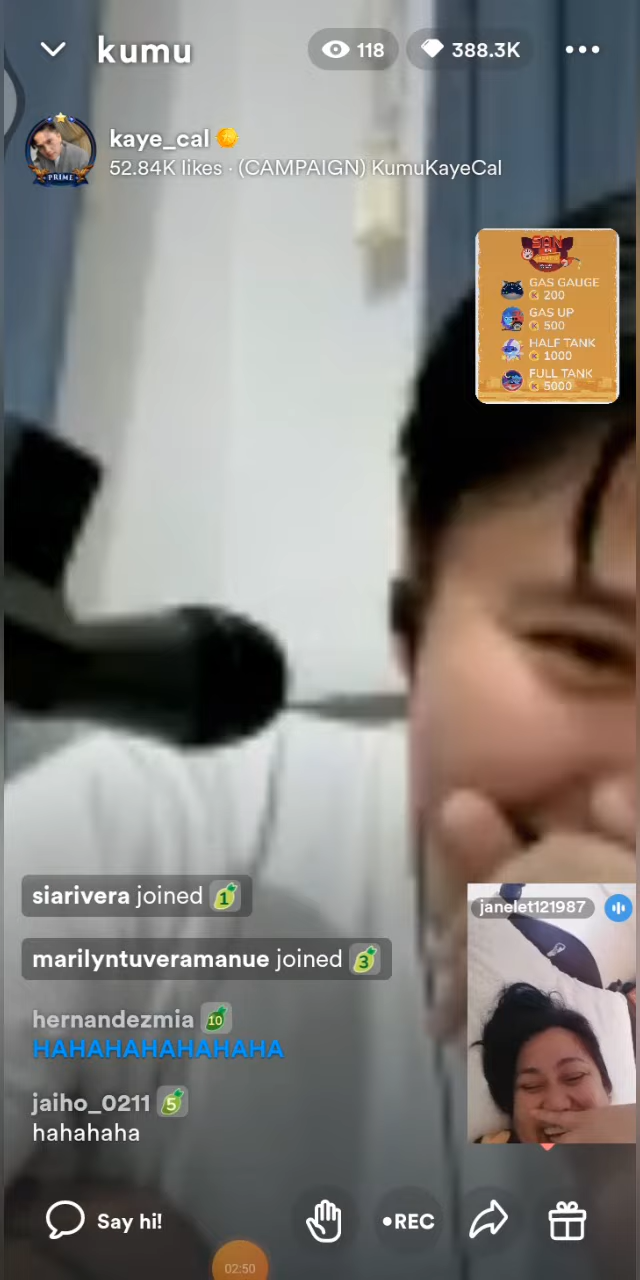 kumu
118
388.3K
kaye_cal
52.84K likes · (CAMPAIGN) KumuKayeCal
PRIME
GAS GAUGE
200
GAS UP
500
HALF TANK
1000
FULL TANK
5000
siarivera joined 1
marilyntuveramanue joined 3
janelet121987
hernandezmia 10
HAHAHAHAHAHAHA
jaiho_0211 5
hahahaha
Say hi!
•REC
02:50